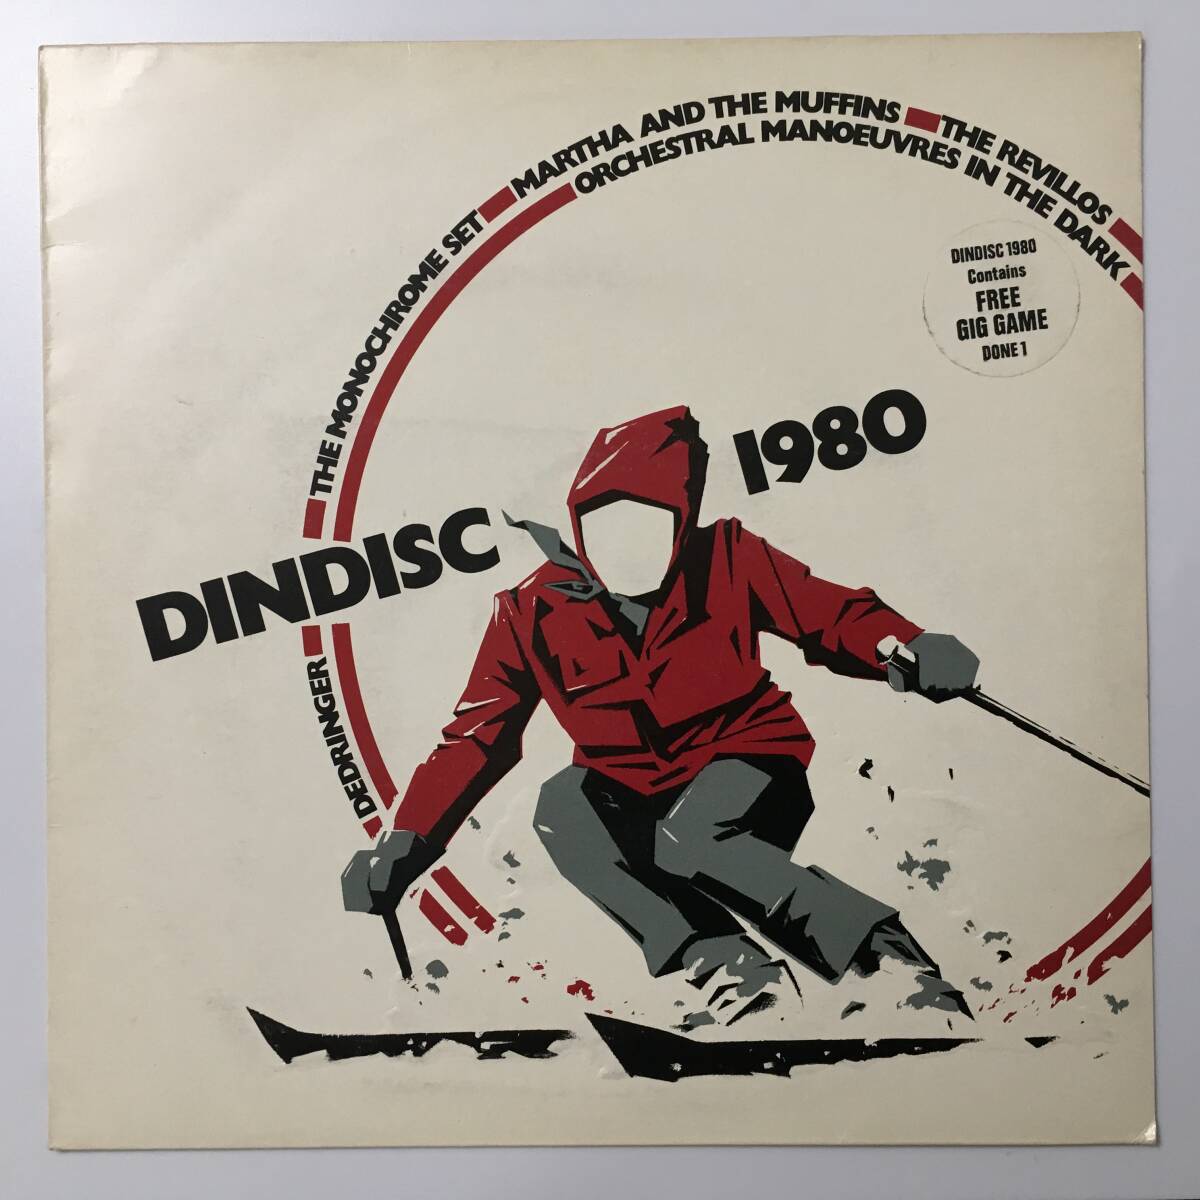 MARTHA AND THE MUFFINS THE REVILLOS
ORCHESTRAL MANOEUVRES IN THE DARK
THE MONOCHROME SET
DINDISC 1980
Contains
FREE
GIG GAME
DONE 1
DINDISC 1980
DEDRINGER